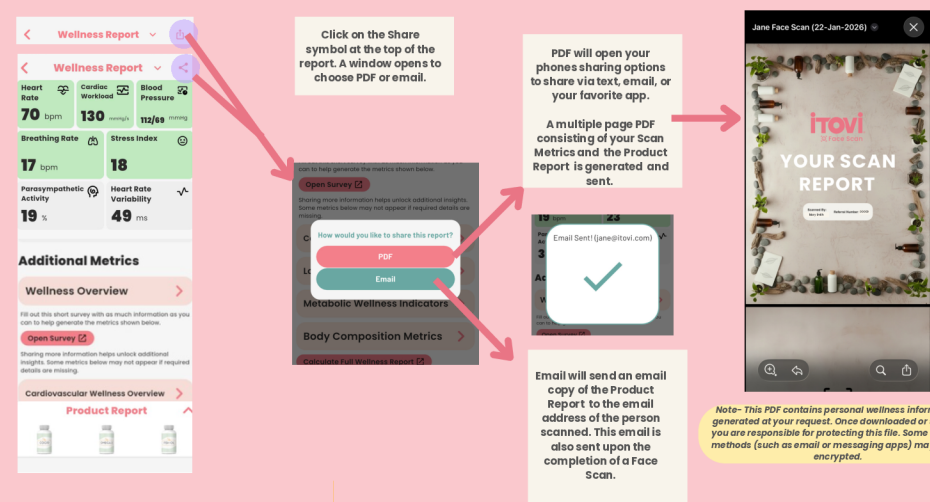 Wellness Report
Wellness Report
Heart
Rate
70 bpm
Cardiac
Workload
130 mmHg/s
Blood
Pressure
112/69 mmHg
Breathing Rate
17 bpm
Stress Index
18
Parasympathetic
Activity
19 %
Heart Rate
Variability
49 ms
Additional Metrics
Wellness Overview
Fill out this short survey with as much information as you
can to help generate the metrics shown below.
Open Survey
Sharing more information helps unlock additional
insights. Some metrics below may not appear if required
details are missing.
Cardiovascular Wellness Overview
Product Report
Click on the Share
symbol at the top of the
report. A window opens to
choose PDF or email.
can to help generate the metrics shown below.
Open Survey
Sharing more information helps unlock additional insights.
Some metrics below may not appear if required details are
missing.
How would you like to share this report?
PDF
Email
Metabolic Wellness Indicators
Body Composition Metrics
Calculate Full Wellness Report
PDF will open your
phones sharing options
to share via text, email, or
your favorite app.
A multiple page PDF
consisting of your Scan
Metrics and the Product
Report is generated and
sent.
19 bpm
23
Email Sent! (jane@itovi.com)
Open Survey
Email will send an email
copy of the Product
Report to the email
address of the person
scanned. This email is
also sent upon the
completion of a Face
Scan.
Jane Face Scan (22-Jan-2026)
iTOVi
Face Scan
YOUR SCAN
REPORT
Note- This PDF contains personal wellness
generated at your request. Once downloaded or
you are responsible for protecting this file. Some
methods (such as email or messaging apps)
encrypted.